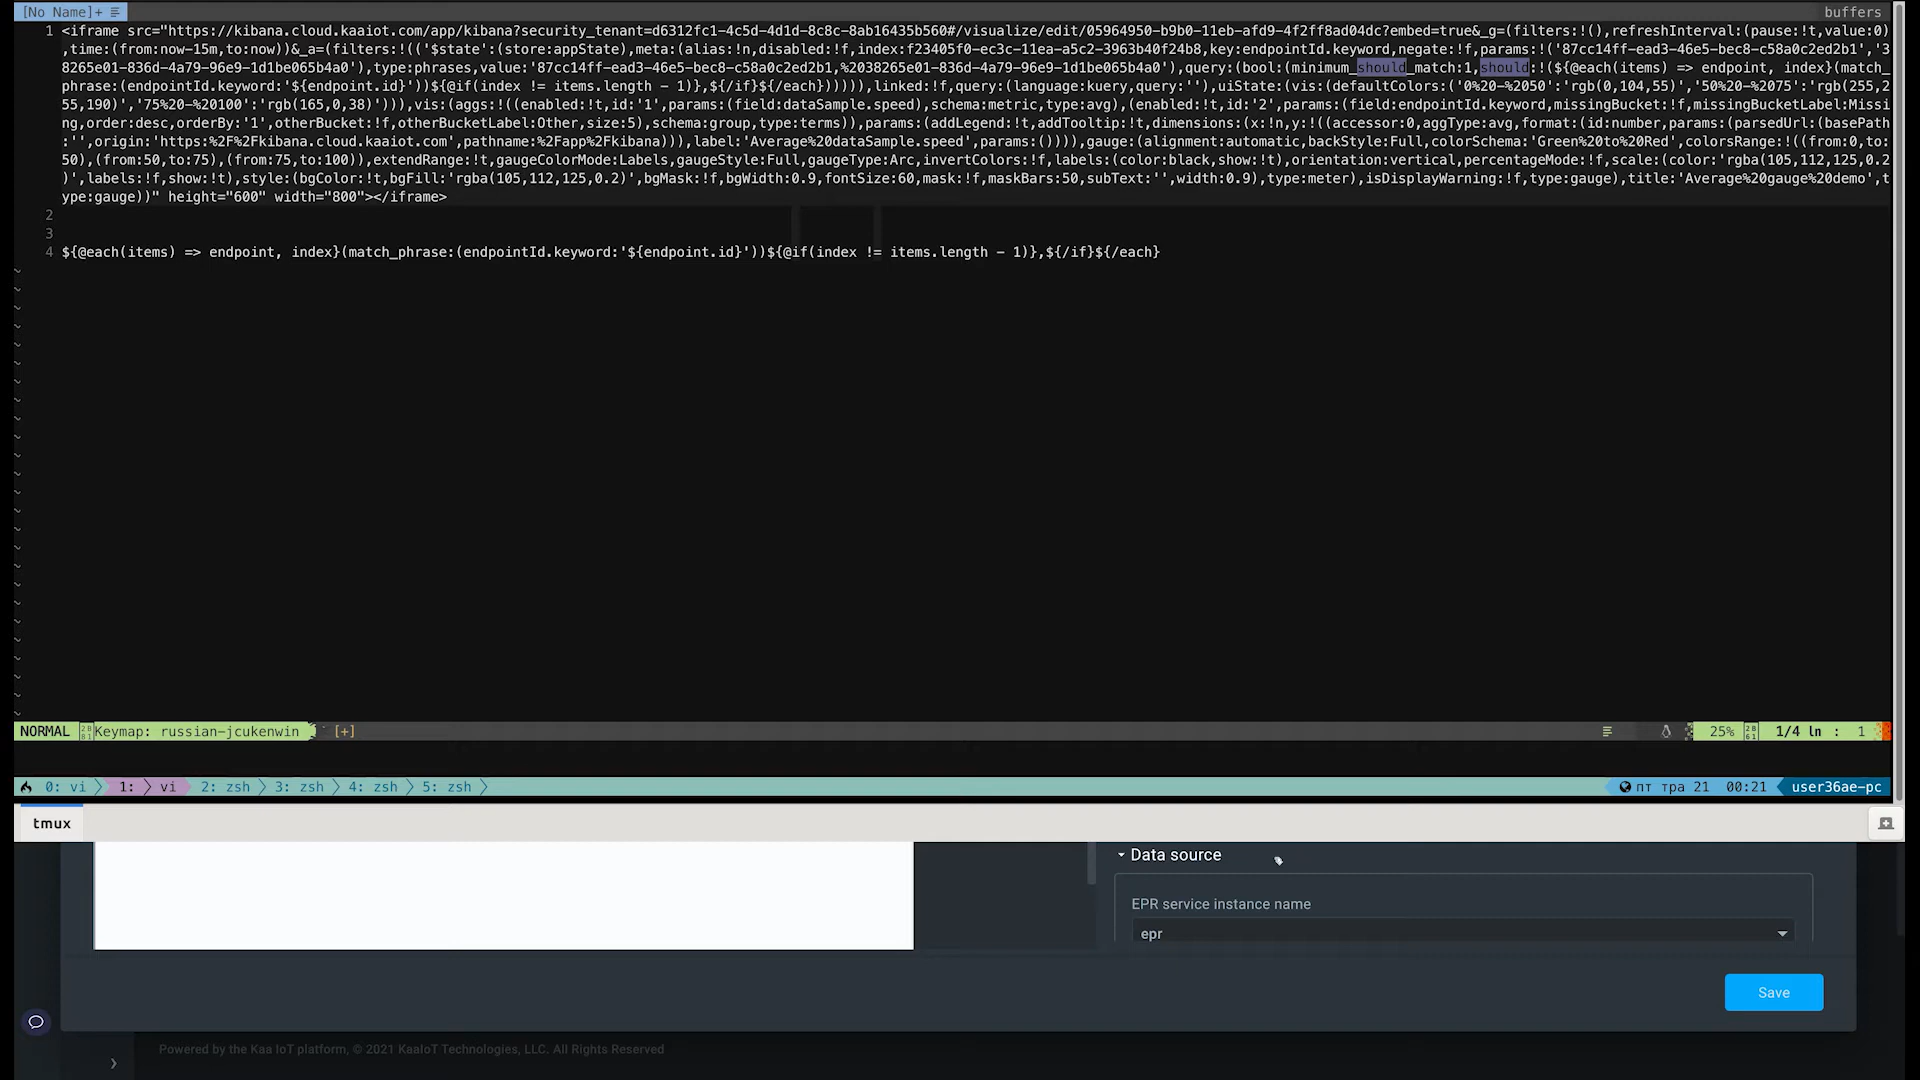 [No Name]+ ≡ buffers
1 <iframe src="https://kibana.cloud.kaaiot.com/app/kibana?security_tenant=d6312fc1-4c5d-4d1d-8c8c-8ab16435b560#/visualize/edit/05964950-b9b0-11eb-afd9-4f2ff8ad04dc?embed=true&_g=(filters:!(),refreshInterval:(pause:!t,value:0)
,time:(from:now-15m,to:now))&_a=(filters:!(('$state':(store:appState),meta:(alias:!n,disabled:!f,index:f23405f0-ec3c-11ea-a5c2-3963b40f24b8,key:endpointId.keyword,negate:!f,params:!('87cc14ff-ead3-46e5-bec8-c58a0c2ed2b1','3
8265e01-836d-4a79-96e9-1d1be065b4a0'),type:phrases,value:'87cc14ff-ead3-46e5-bec8-c58a0c2ed2b1,%2038265e01-836d-4a79-96e9-1d1be065b4a0'),query:(bool:(minimum_should_match:1,should:!(${@each(items) => endpoint, index}(match_
phrase:(endpointId.keyword:'${endpoint.id}'))${@if(index != items.length - 1)},${/if}${/each}))))),linked:!f,query:(language:kuery,query:''),uiState:(vis:(defaultColors:('0%20-%2050':'rgb(0,104,55)','50%20-%2075':'rgb(255,2
55,190)','75%20-%20100':'rgb(165,0,38)'))),vis:(aggs:!((enabled:!t,id:'1',params:(field:dataSample.speed),schema:metric,type:avg),(enabled:!t,id:'2',params:(field:endpointId.keyword,missingBucket:!f,missingBucketLabel:Missi
ng,order:desc,orderBy:'1',otherBucket:!f,otherBucketLabel:Other,size:5),schema:group,type:terms)),params:(addLegend:!t,addTooltip:!t,dimensions:(x:!n,y:!((accessor:0,aggType:avg,format:(id:number,params:(parsedUrl:(basePath
:'',origin:'https:%2F%2Fkibana.cloud.kaaiot.com',pathname:%2Fapp%2Fkibana))),label:'Average%20dataSample.speed',params:()))),gauge:(alignment:automatic,backStyle:Full,colorSchema:'Green%20to%20Red',colorsRange:!((from:0,to:
50),(from:50,to:75),(from:75,to:100)),extendRange:!t,gaugeColorMode:Labels,gaugeStyle:Full,gaugeType:Arc,invertColors:!f,labels:(color:black,show:!t),orientation:vertical,percentageMode:!f,scale:(color:'rgba(105,112,125,0.2
)',labels:!f,show:!t),style:(bgColor:!t,bgFill:'rgba(105,112,125,0.2)',bgMask:!f,bgWidth:0.9,fontSize:60,mask:!f,maskBars:50,subText:'',width:0.9),type:meter),isDisplayWarning:!f,type:gauge),title:'Average%20gauge%20demo',t
ype:gauge))" height="600" width="800"></iframe>
2
3
4 ${@each(items) => endpoint, index}(match_phrase:(endpointId.keyword:'${endpoint.id}'))${@if(index != items.length - 1)},${/if}${/each}
NORMAL Keymap: russian-jcukenwin [+] 25% 1/4 ln : 1
0: vi 1: vi 2: zsh 3: zsh 4: zsh 5: zsh пт тра 21 00:21 user36ae-pc
tmux
Data source
EPR service instance name
epr
Save
Powered by the Kaa IoT platform, © 2021 KaaIoT Technologies, LLC. All Rights Reserved